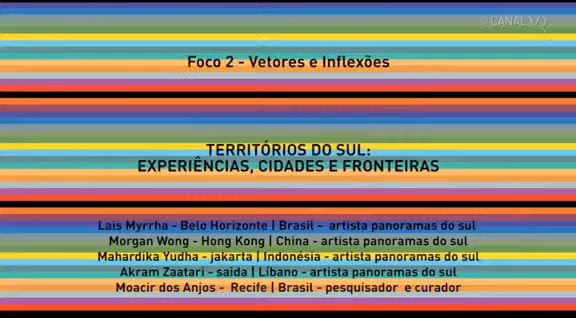 CANAL VB
Foco 2 - Vetores e Inflexões
TERRITÓRIOS DO SUL:
EXPERIÊNCIAS, CIDADES E FRONTEIRAS
Lais Myrrha - Belo Horizonte | Brasil - artista panoramas do sul
Morgan Wong - Hong Kong | China - artista panoramas do sul
Mahardika Yudha - jakarta | Indonésia - artista panoramas do sul
Akram Zaatari - saida | Líbano - artista panoramas do sul
Moacir dos Anjos - Recife | Brasil - pesquisador e curador